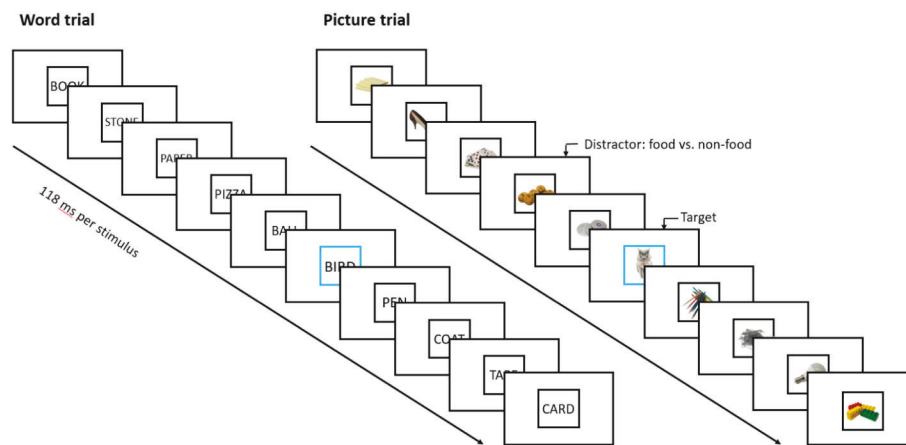 Word trial
Picture trial
BOOK
STONE
PAPER
Distractor: food vs. non-food
PIZZA
118 ms per stimulus
BALL
Target
BIRD
PEN
COAT
CARD